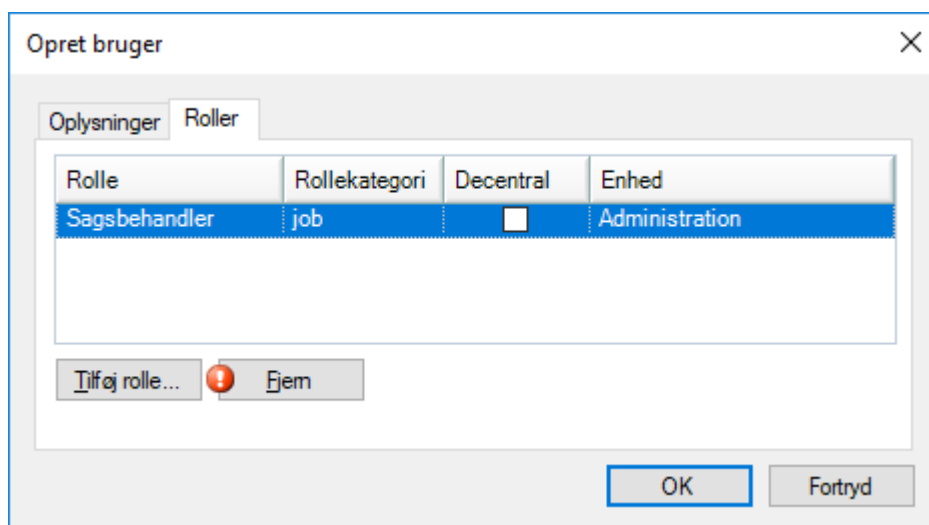 Opret bruger
Oplysninger Roller
Rolle Rollekategori Decentral Enhed
Sagsbehandler job Administration
Tilføj rolle... Fjern
OK Fortryd